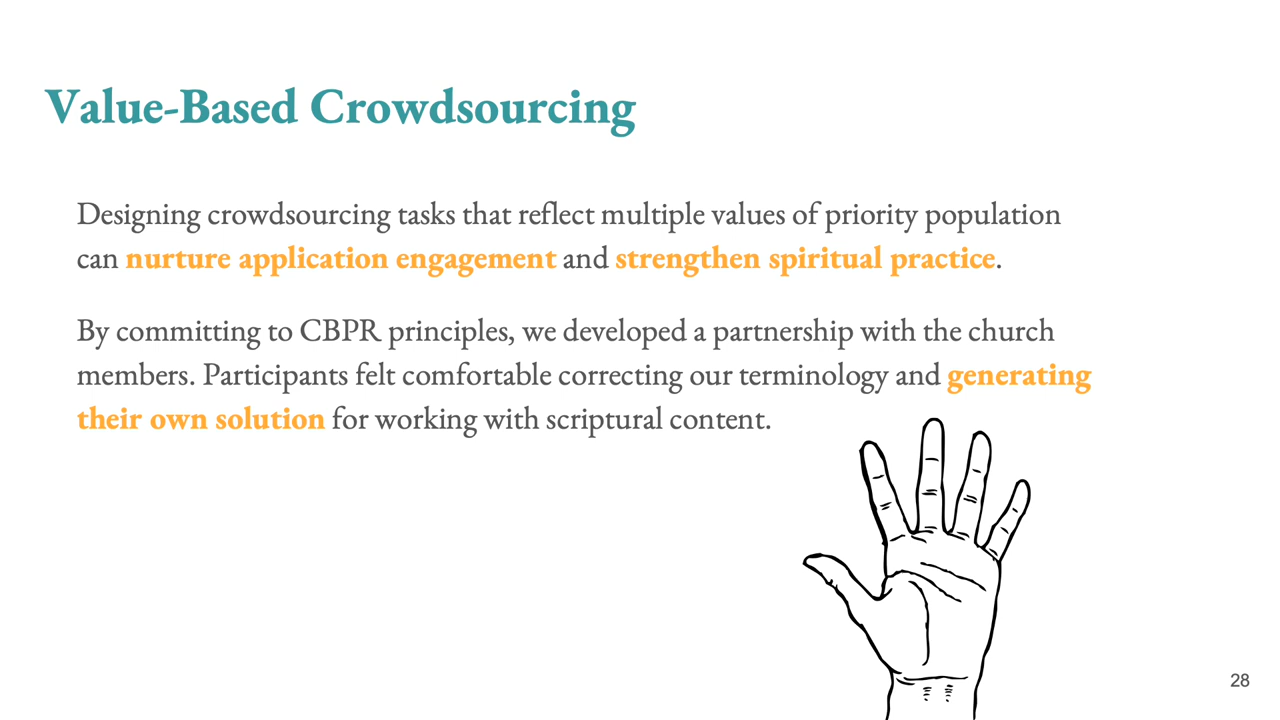 Value-Based Crowdsourcing
Designing crowdsourcing tasks that reflect multiple values of priority population
can nurture application engagement and strengthen spiritual practice.
By committing to CBPR principles, we developed a partnership with the church
members. Participants felt comfortable correcting our terminology and generating
their own solution for working with scriptural content.
28